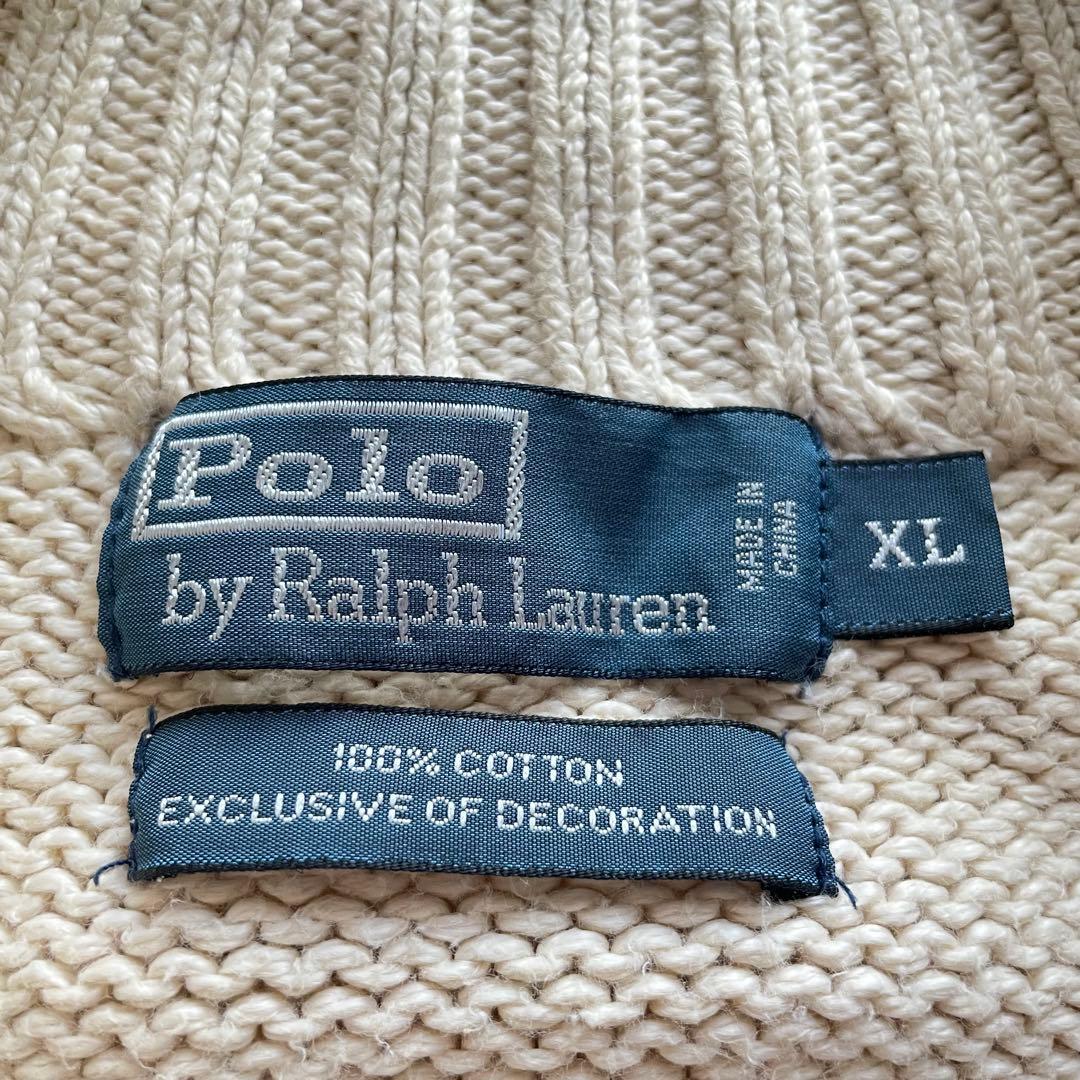 Polo
by Ralph Lauren
MADE IN
CHINA
XL
100% COTTON
EXCLUSIVE OF DECORATION